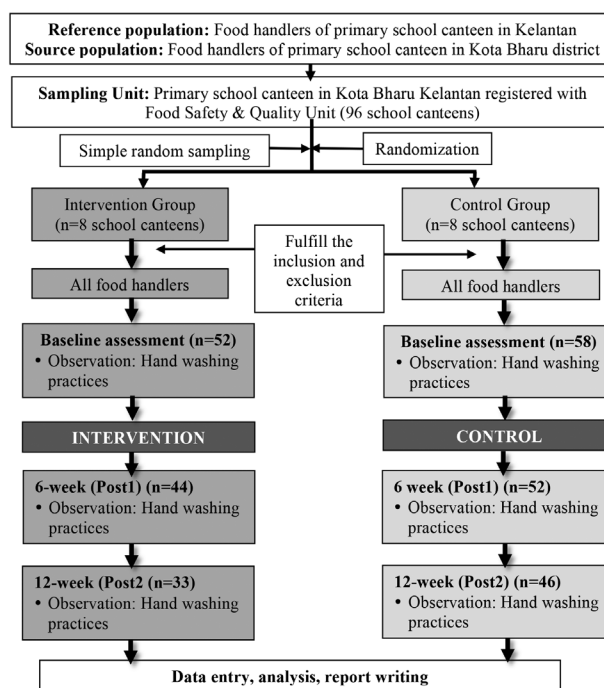 Reference population: Food handlers of primary school canteen in Kelantan
Source population: Food handlers of primary school canteen in Kota Bharu district
Sampling Unit: Primary school canteen in Kota Bharu Kelantan registered with
Food Safety & Quality Unit (96 school canteens)
Simple random sampling
Randomization
Intervention Group
(n=8 school canteens)
Control Group
(n=8 school canteens)
Fulfill the
inclusion and
exclusion
criteria
All food handlers
All food handlers
Baseline assessment (n=52)
• Observation: Hand washing
practices
Baseline assessment (n=58)
• Observation: Hand washing
practices
INTERVENTION
CONTROL
6-week (Post1) (n=44)
• Observation: Hand washing
practices
6 week (Post1) (n=52)
• Observation: Hand washing
practices
12-week (Post2 (n=33)
• Observation: Hand washing
practices
12-week (Post2) (n=46)
• Observation: Hand washing
practices
Data entry, analysis, report writing